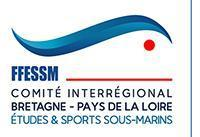 FFESSM
COMITÉ INTERRÉGIONAL
BRETAGNE - PAYS DE LA LOIRE
ÉTUDES & SPORTS SOUS-MARINS